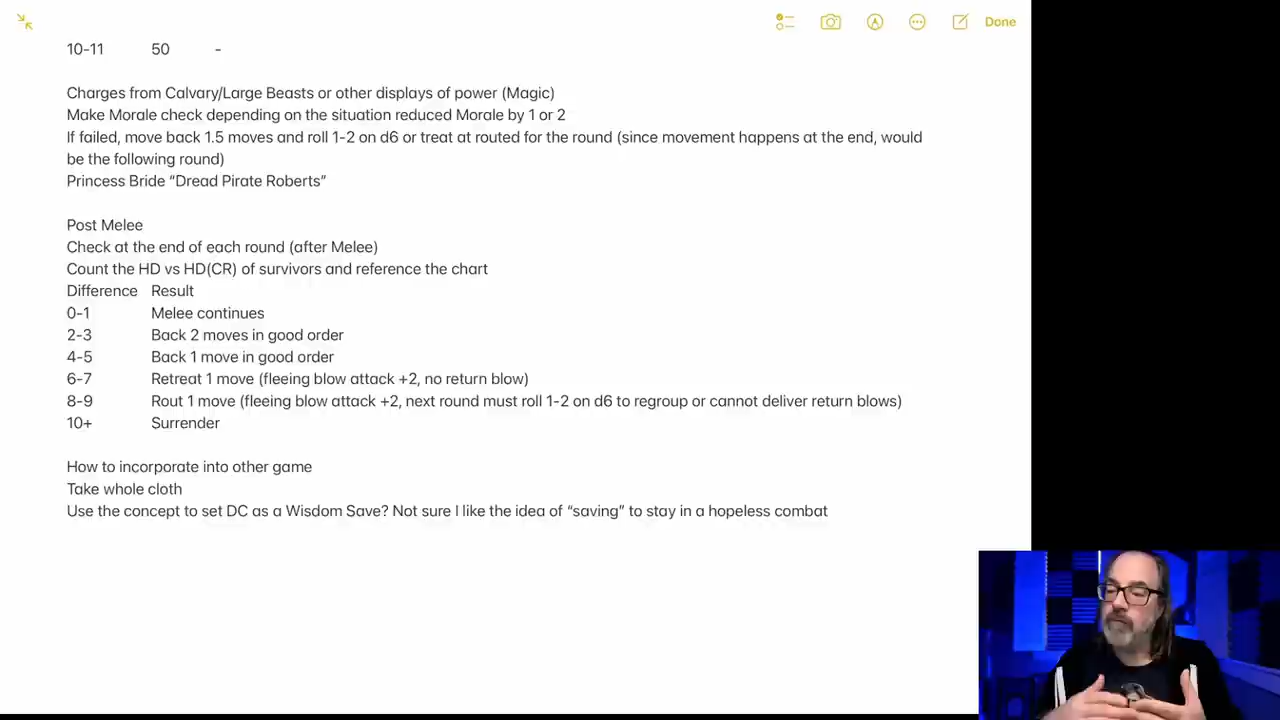 Done
10-11 50 -
Charges from Calvary/Large Beasts or other displays of power (Magic)
Make Morale check depending on the situation reduced Morale by 1 or 2
If failed, move back 1.5 moves and roll 1-2 on d6 or treat at routed for the round (since movement happens at the end, would
be the following round)
Princess Bride “Dread Pirate Roberts”
Post Melee
Check at the end of each round (after Melee)
Count the HD vs HD(CR) of survivors and reference the chart
Difference Result
0-1 Melee continues
2-3 Back 2 moves in good order
4-5 Back 1 move in good order
6-7 Retreat 1 move (fleeing blow attack +2, no return blow)
8-9 Rout 1 move (fleeing blow attack +2, next round must roll 1-2 on d6 to regroup or cannot deliver return blows)
10+ Surrender
How to incorporate into other game
Take whole cloth
Use the concept to set DC as a Wisdom Save? Not sure I like the idea of “saving” to stay in a hopeless combat